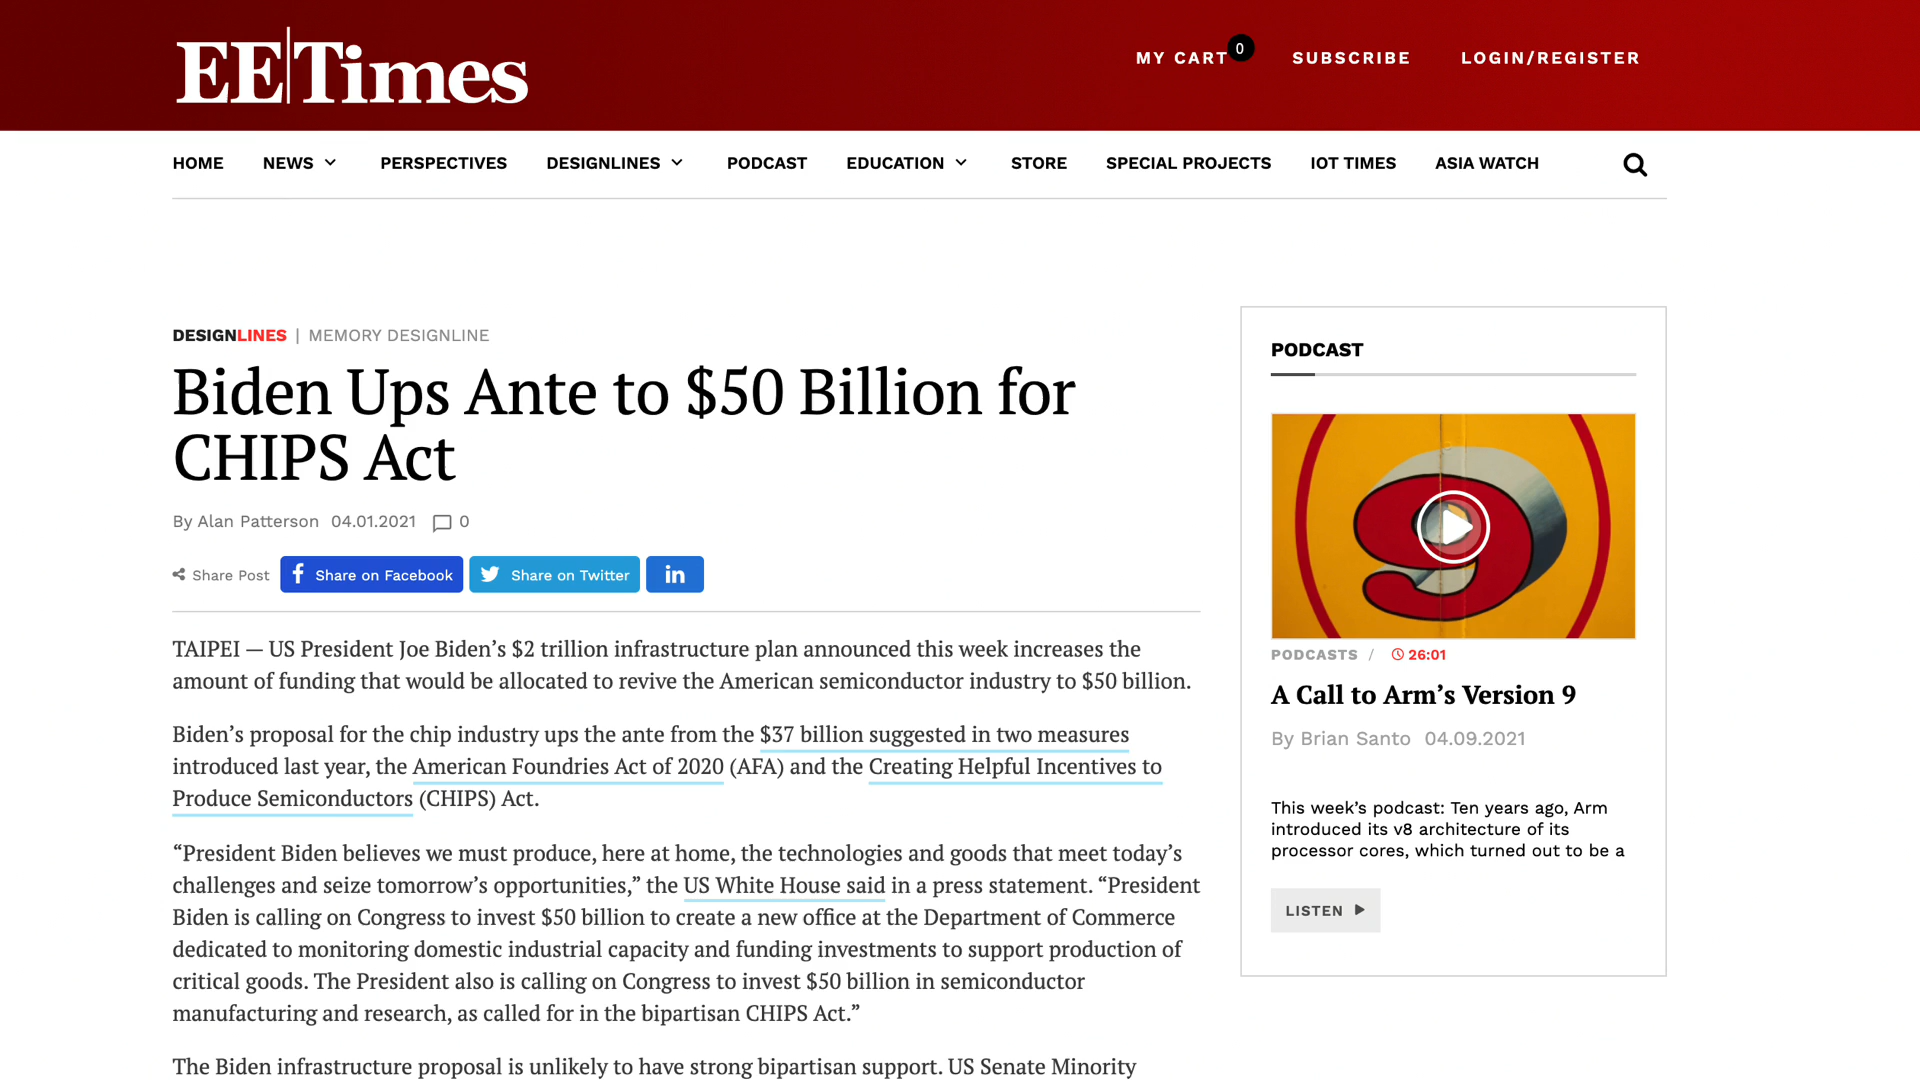 EETimes
MY CART 0
SUBSCRIBE
LOGIN/REGISTER
HOME
NEWS
PERSPECTIVES
DESIGNLINES
PODCAST
EDUCATION
STORE
SPECIAL PROJECTS
IOT TIMES
ASIA WATCH
DESIGNLINES | MEMORY DESIGNLINE
Biden Ups Ante to $50 Billion for
CHIPS Act
By Alan Patterson 04.01.2021 0
Share Post
Share on Facebook
Share on Twitter
in
TAIPEI — US President Joe Biden’s $2 trillion infrastructure plan announced this week increases the
amount of funding that would be allocated to revive the American semiconductor industry to $50 billion.
Biden’s proposal for the chip industry ups the ante from the $37 billion suggested in two measures
introduced last year, the American Foundries Act of 2020 (AFA) and the Creating Helpful Incentives to
Produce Semiconductors (CHIPS) Act.
“President Biden believes we must produce, here at home, the technologies and goods that meet today’s
challenges and seize tomorrow’s opportunities,” the US White House said in a press statement. “President
Biden is calling on Congress to invest $50 billion to create a new office at the Department of Commerce
dedicated to monitoring domestic industrial capacity and funding investments to support production of
critical goods. The President also is calling on Congress to invest $50 billion in semiconductor
manufacturing and research, as called for in the bipartisan CHIPS Act.”
The Biden infrastructure proposal is unlikely to have strong bipartisan support. US Senate Minority
PODCAST
9
PODCASTS / 26:01
A Call to Arm’s Version 9
By Brian Santo 04.09.2021
This week’s podcast: Ten years ago, Arm
introduced its v8 architecture of its
processor cores, which turned out to be a
LISTEN